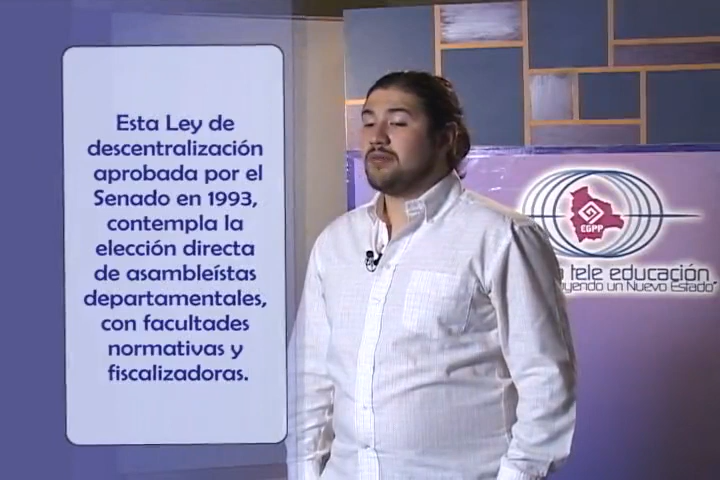 Esta Ley de
descentralización
aprobada por el
Senado en 1993,
contempla la
elección directa
de asambleístas
departamentales,
con facultades
normativas y
fiscalizadoras.
EGPP
tele educación
un Nuevo Estado"